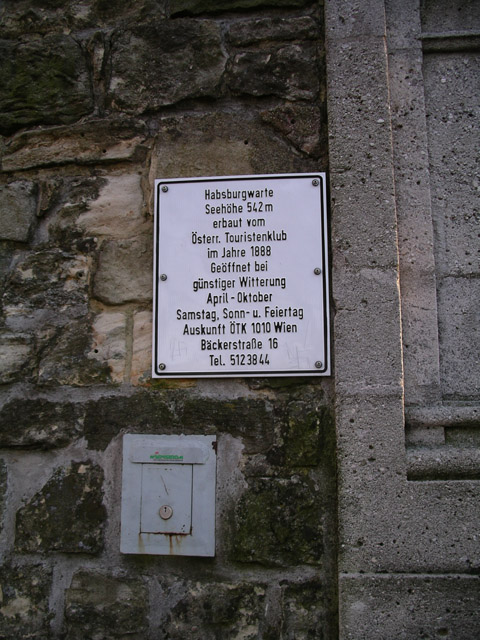 Habsburgwarte
Seehöhe 542m
erbaut vom
Österr. Touristenklub
im Jahre 1888
Geöffnet bei
günstiger Witterung
April - Oktober
Samstag, Sonn- u. Feiertag
Auskunft ÖTK 1010 Wien
Bäckerstraße 16
Tel. 5123844